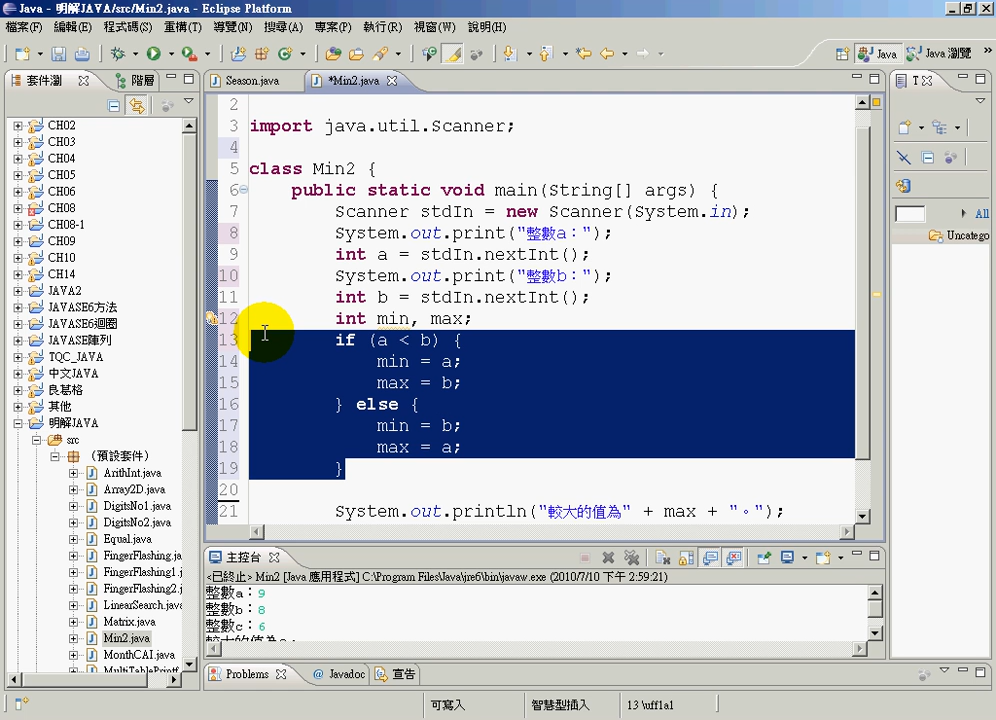 Java - 明解JAVA/src/Min2.java - Eclipse Platform
檔案(F) 編輯(E) 程式碼(S) 重構(T) 導覽(N) 搜尋(A) 專案(P) 執行(R) 視窗(W) 說明(H)
Java Java 瀏覽 »
套件瀏 階層
Season.java *Min2.java
T
CH02
CH03
CH04
CH05
CH06
CH08
CH08-1
CH09
CH10
CH14
JAVA2
JAVASE6方法
JAVASE6迴圈
JAVASE陣列
TQC_JAVA
中文JAVA
良葛格
其他
明解JAVA
src
(預設套件)
ArithInt.java
Array2D.java
DigitsNo1.java
DigitsNo2.java
Equal.java
FingerFlashing.ja
FingerFlashing1.j
FingerFlashing2.j
LinearSearch.java
Matrix.java
Min2.java
MonthCAI.java
MultiTablePrintf
2
3 import java.util.Scanner;
4
5 class Min2 {
6 public static void main(String[] args) {
7 Scanner stdIn = new Scanner(System.in);
8 System.out.print("整數a：");
9 int a = stdIn.nextInt();
10 System.out.print("整數b：");
11 int b = stdIn.nextInt();
12 int min, max;
13 if (a < b) {
14 min = a;
15 max = b;
16 } else {
17 min = b;
18 max = a;
19 }
20
21 System.out.println("較大的值為" + max + "。");
All
Uncatego
主控台
<已終止> Min2 [Java 應用程式] C:\Program Files\Java\jre6\bin\javaw.exe (2010/7/10 下午 2:59:21)
整數a：9
整數b：8
整數c：6
Problems @ Javadoc 宣告
可寫入 智慧型插入 13 \uff1a1